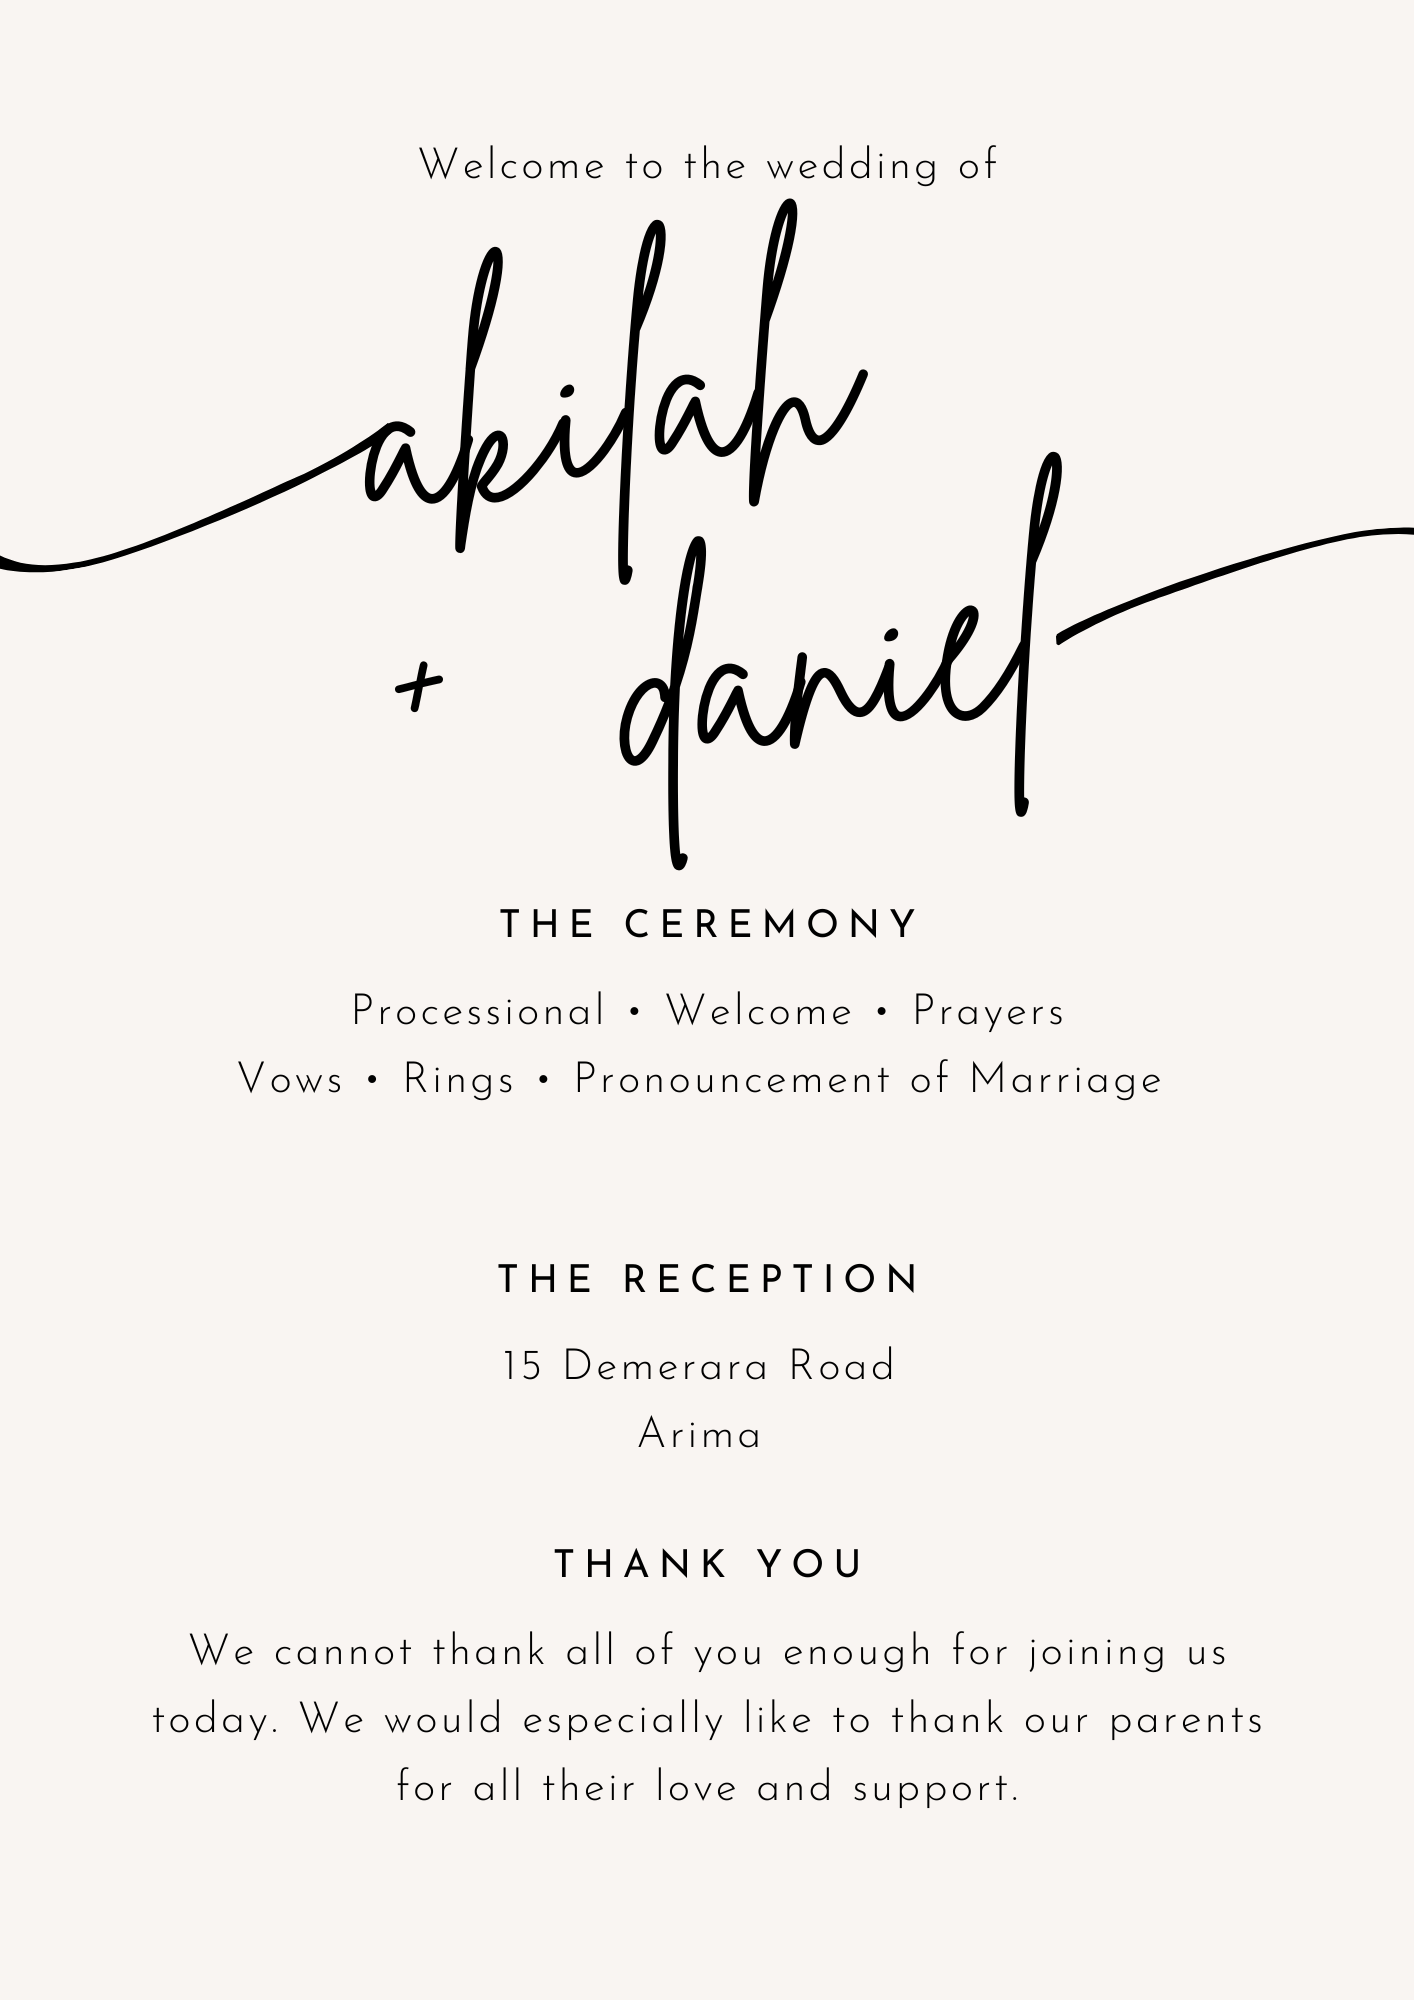 Welcome to the wedding of
akilah
+ daniel
THE CEREMONY
Processional • Welcome • Prayers
Vows • Rings • Pronouncement of Marriage
THE RECEPTION
15 Demerara Road
Arima
THANK YOU
We cannot thank all of you enough for joining us
today. We would especially like to thank our parents
for all their love and support.